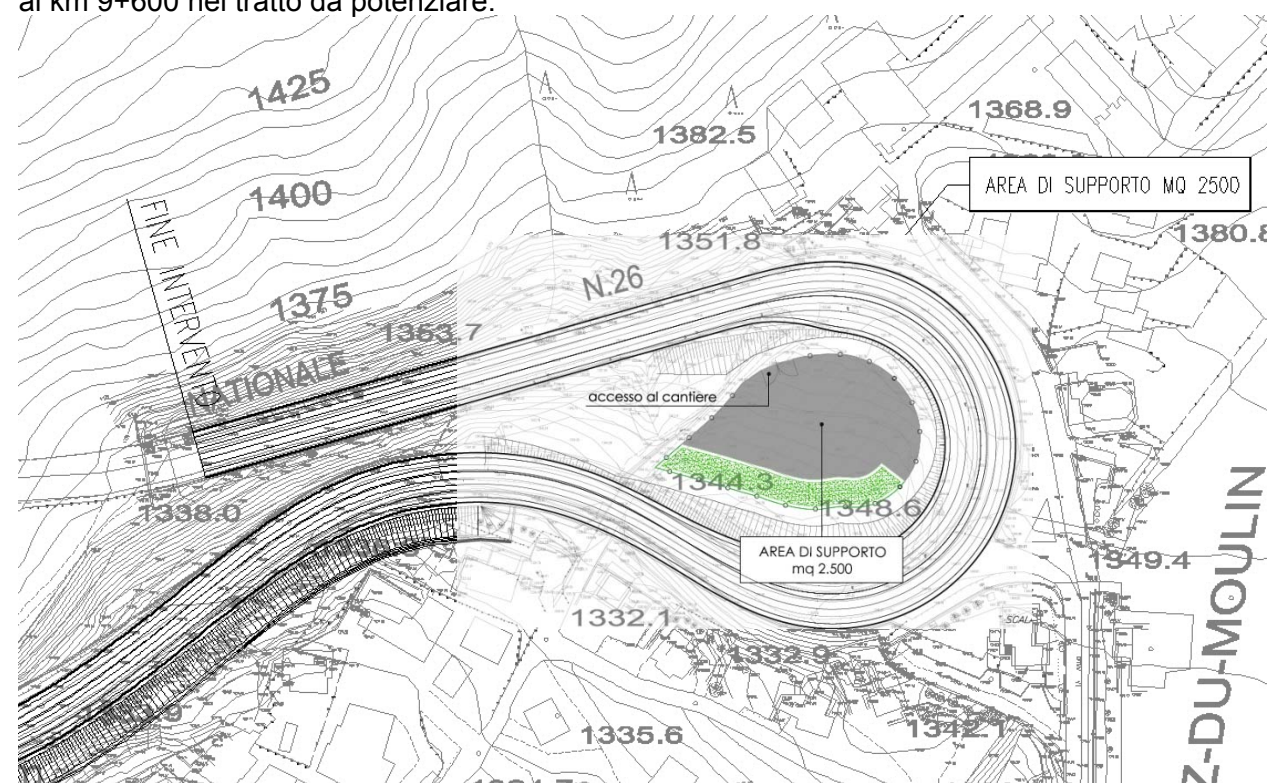 al km 9+600 nel tratto da potenziare.
1425
1382.5
1368.9
AREA DI SUPPORTO MQ 2500
1400
1380.8
FINE INTERVENTO
1351.8
N.26
1375
1353.7
NATIONALE
accesso al cantiere
1344.3
1348.6
1338.0
AREA DI SUPPORTO
mq 2.500
1349.4
Z-DU-MOULIN
1332.1
SCALI
1332.9
1335.6
1342.1